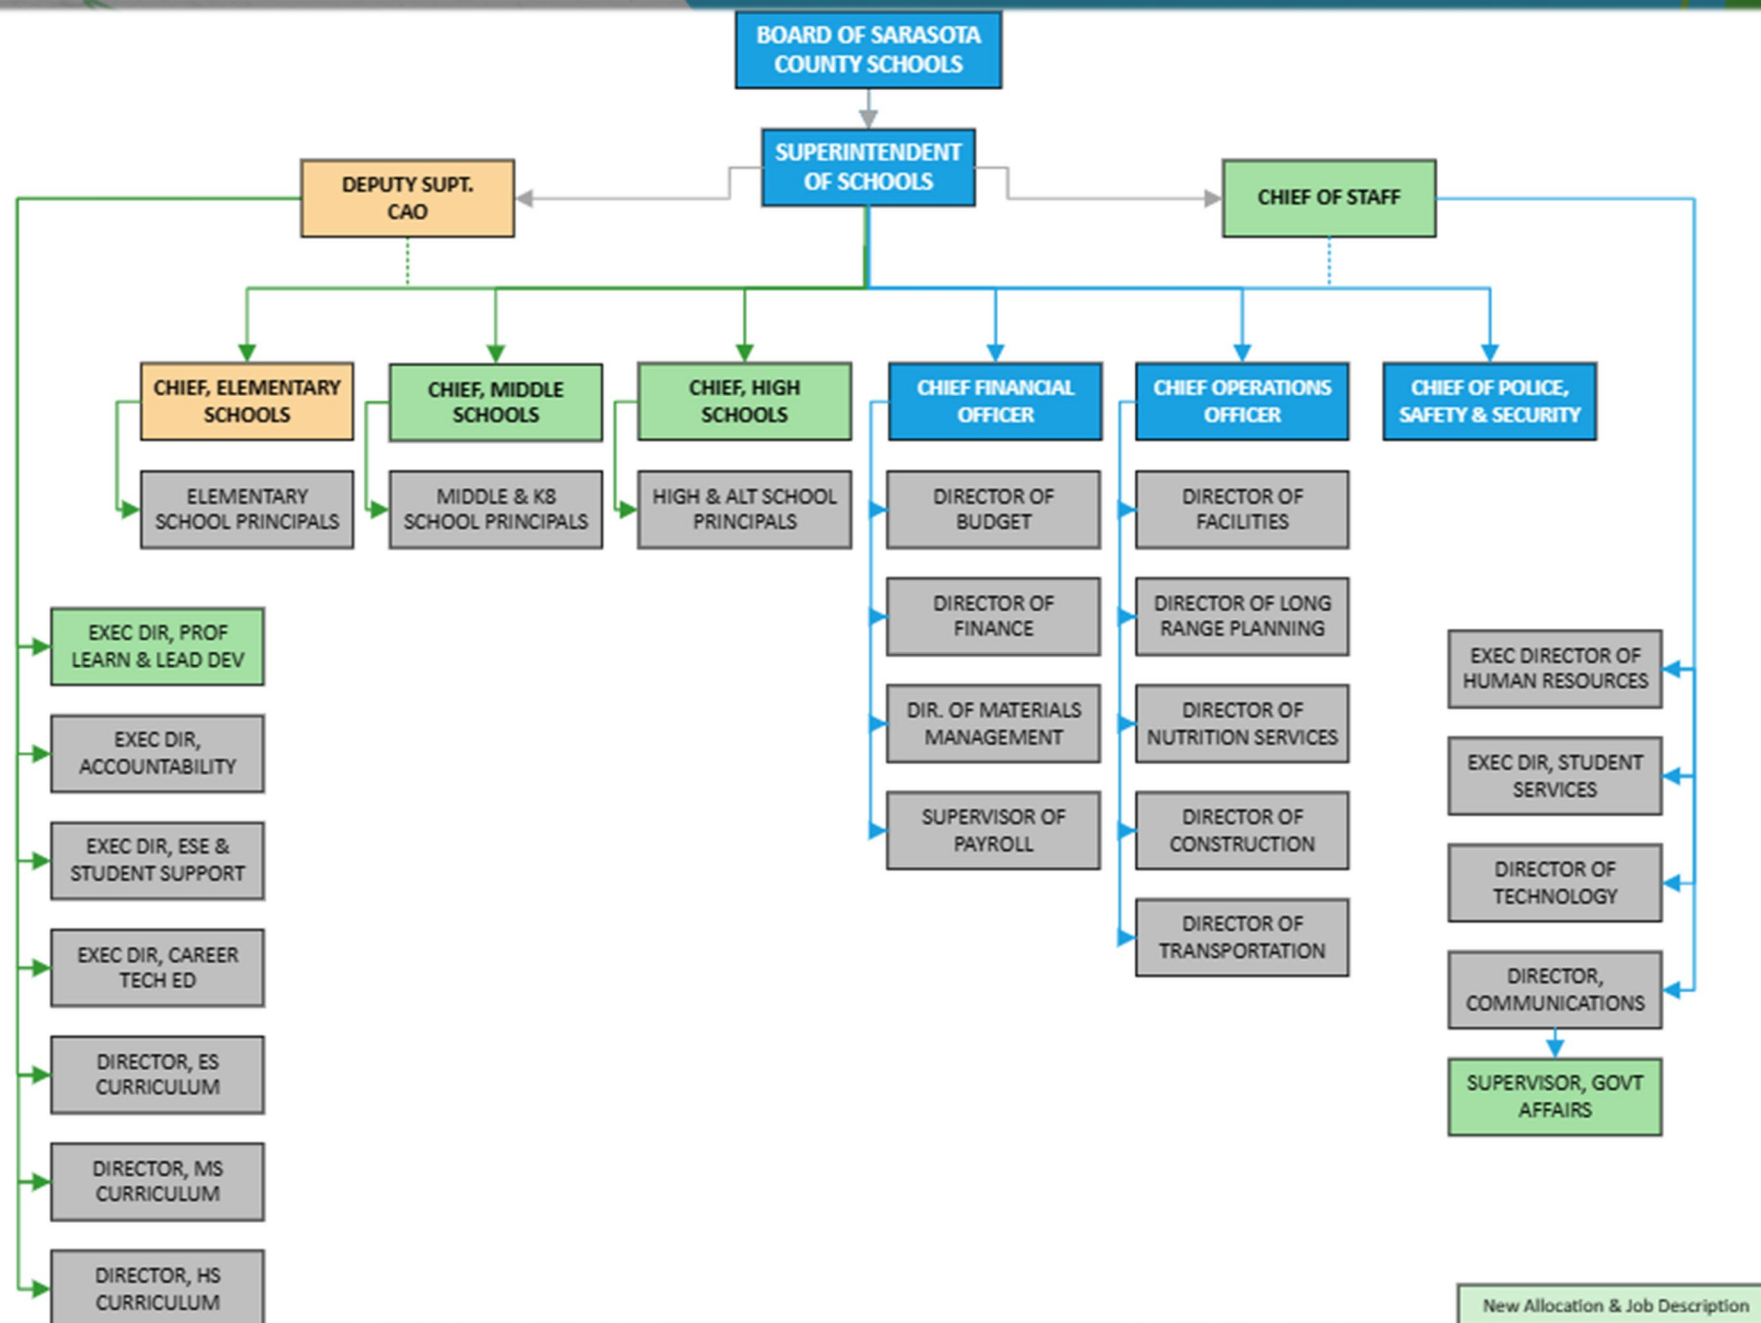 BOARD OF SARASOTA
COUNTY SCHOOLS
SUPERINTENDENT
OF SCHOOLS
DEPUTY SUPT.
CAO
CHIEF OF STAFF
CHIEF, ELEMENTARY
SCHOOLS
CHIEF, MIDDLE
SCHOOLS
CHIEF, HIGH
SCHOOLS
CHIEF FINANCIAL
OFFICER
CHIEF OPERATIONS
OFFICER
CHIEF OF POLICE,
SAFETY & SECURITY
ELEMENTARY
SCHOOL PRINCIPALS
MIDDLE & K8
SCHOOL PRINCIPALS
HIGH & ALT SCHOOL
PRINCIPALS
DIRECTOR OF
BUDGET
DIRECTOR OF
FINANCE
DIR. OF MATERIALS
MANAGEMENT
SUPERVISOR OF
PAYROLL
DIRECTOR OF
FACILITIES
DIRECTOR OF LONG
RANGE PLANNING
DIRECTOR OF
NUTRITION SERVICES
DIRECTOR OF
CONSTRUCTION
DIRECTOR OF
TRANSPORTATION
EXEC DIR, PROF
LEARN & LEAD DEV
EXEC DIR,
ACCOUNTABILITY
EXEC DIR, ESE &
STUDENT SUPPORT
EXEC DIR, CAREER
TECH ED
DIRECTOR, ES
CURRICULUM
DIRECTOR, MS
CURRICULUM
DIRECTOR, HS
CURRICULUM
EXEC DIRECTOR OF
HUMAN RESOURCES
EXEC DIR, STUDENT
SERVICES
DIRECTOR OF
TECHNOLOGY
DIRECTOR,
COMMUNICATIONS
SUPERVISOR, GOVT
AFFAIRS
New Allocation & Job Description